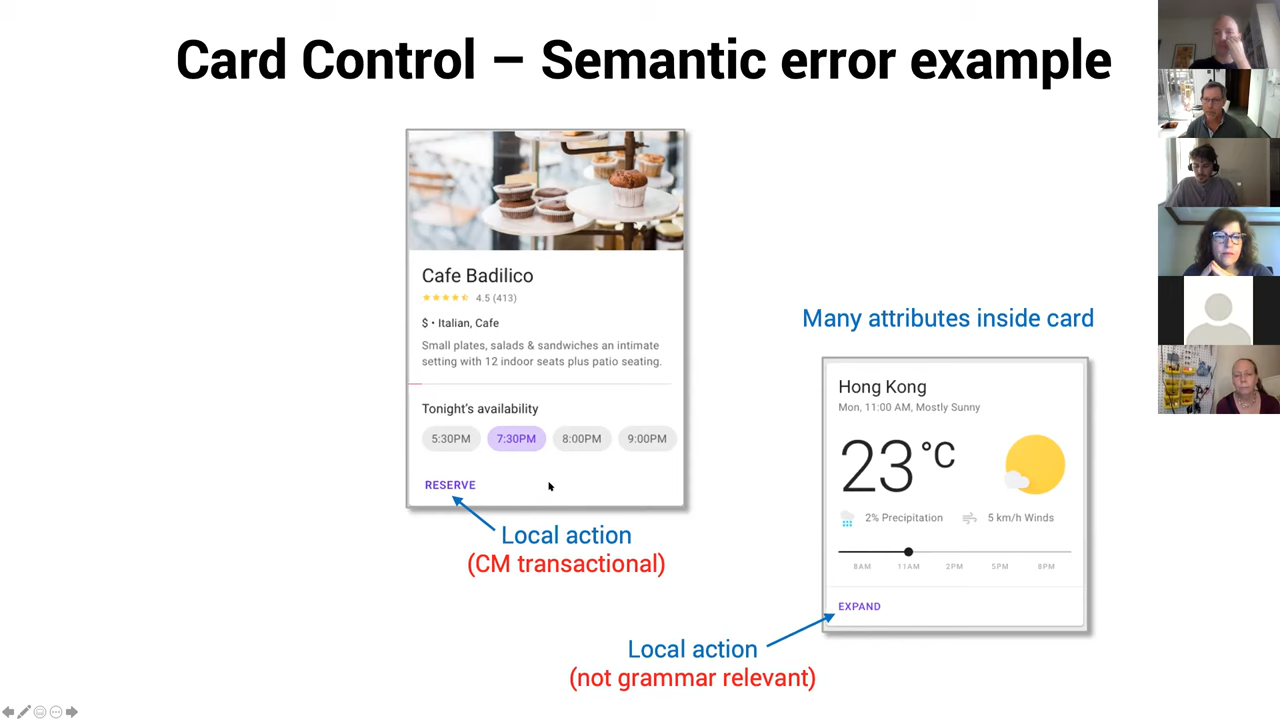 Card Control – Semantic error example
Cafe Badilico
4.5 (413)
$ • Italian, Cafe
Small plates, salads & sandwiches an intimate
setting with 12 indoor seats plus patio seating.
Tonight's availability
5:30PM 7:30PM 8:00PM 9:00PM
RESERVE
Local action
(CM transactional)
Many attributes inside card
Hong Kong
Mon, 11:00 AM, Mostly Sunny
23 °C
2% Precipitation 5 km/h Winds
8AM 11AM 2PM 5PM 8PM
EXPAND
Local action
(not grammar relevant)